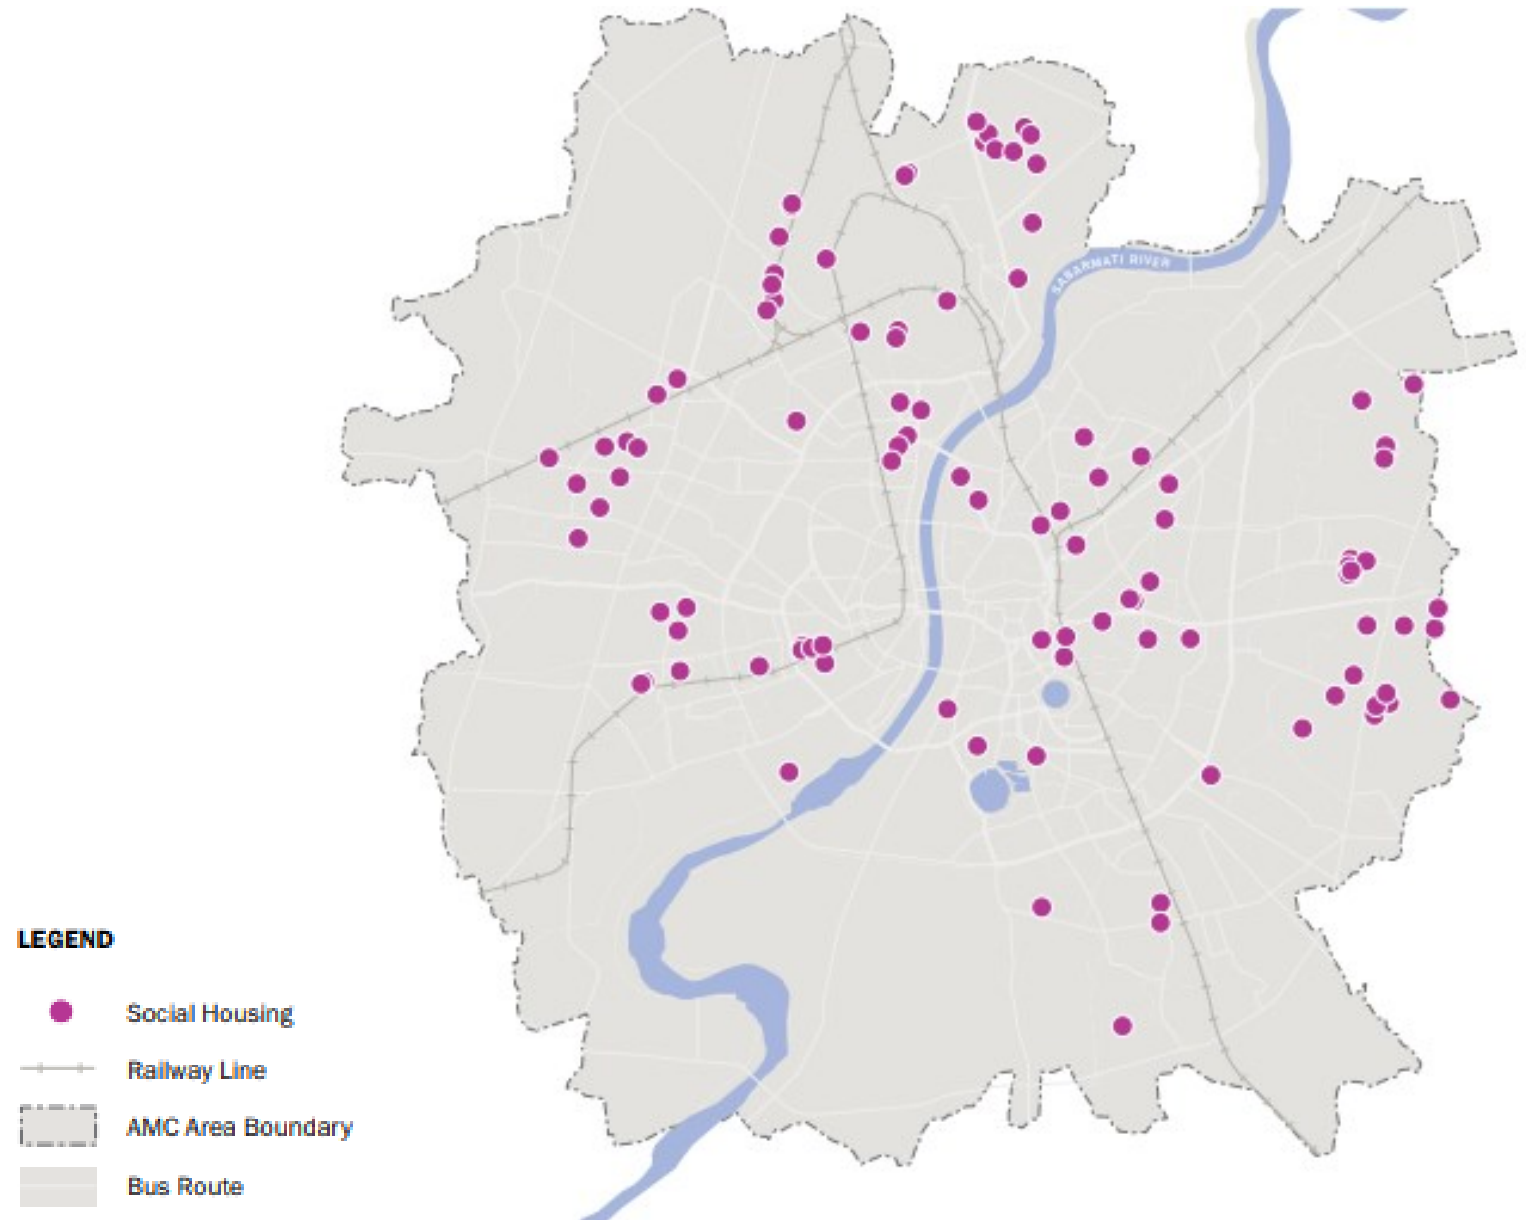 SABARMATI RIVER
LEGEND
Social Housing
Railway Line
AMC Area Boundary
Bus Route